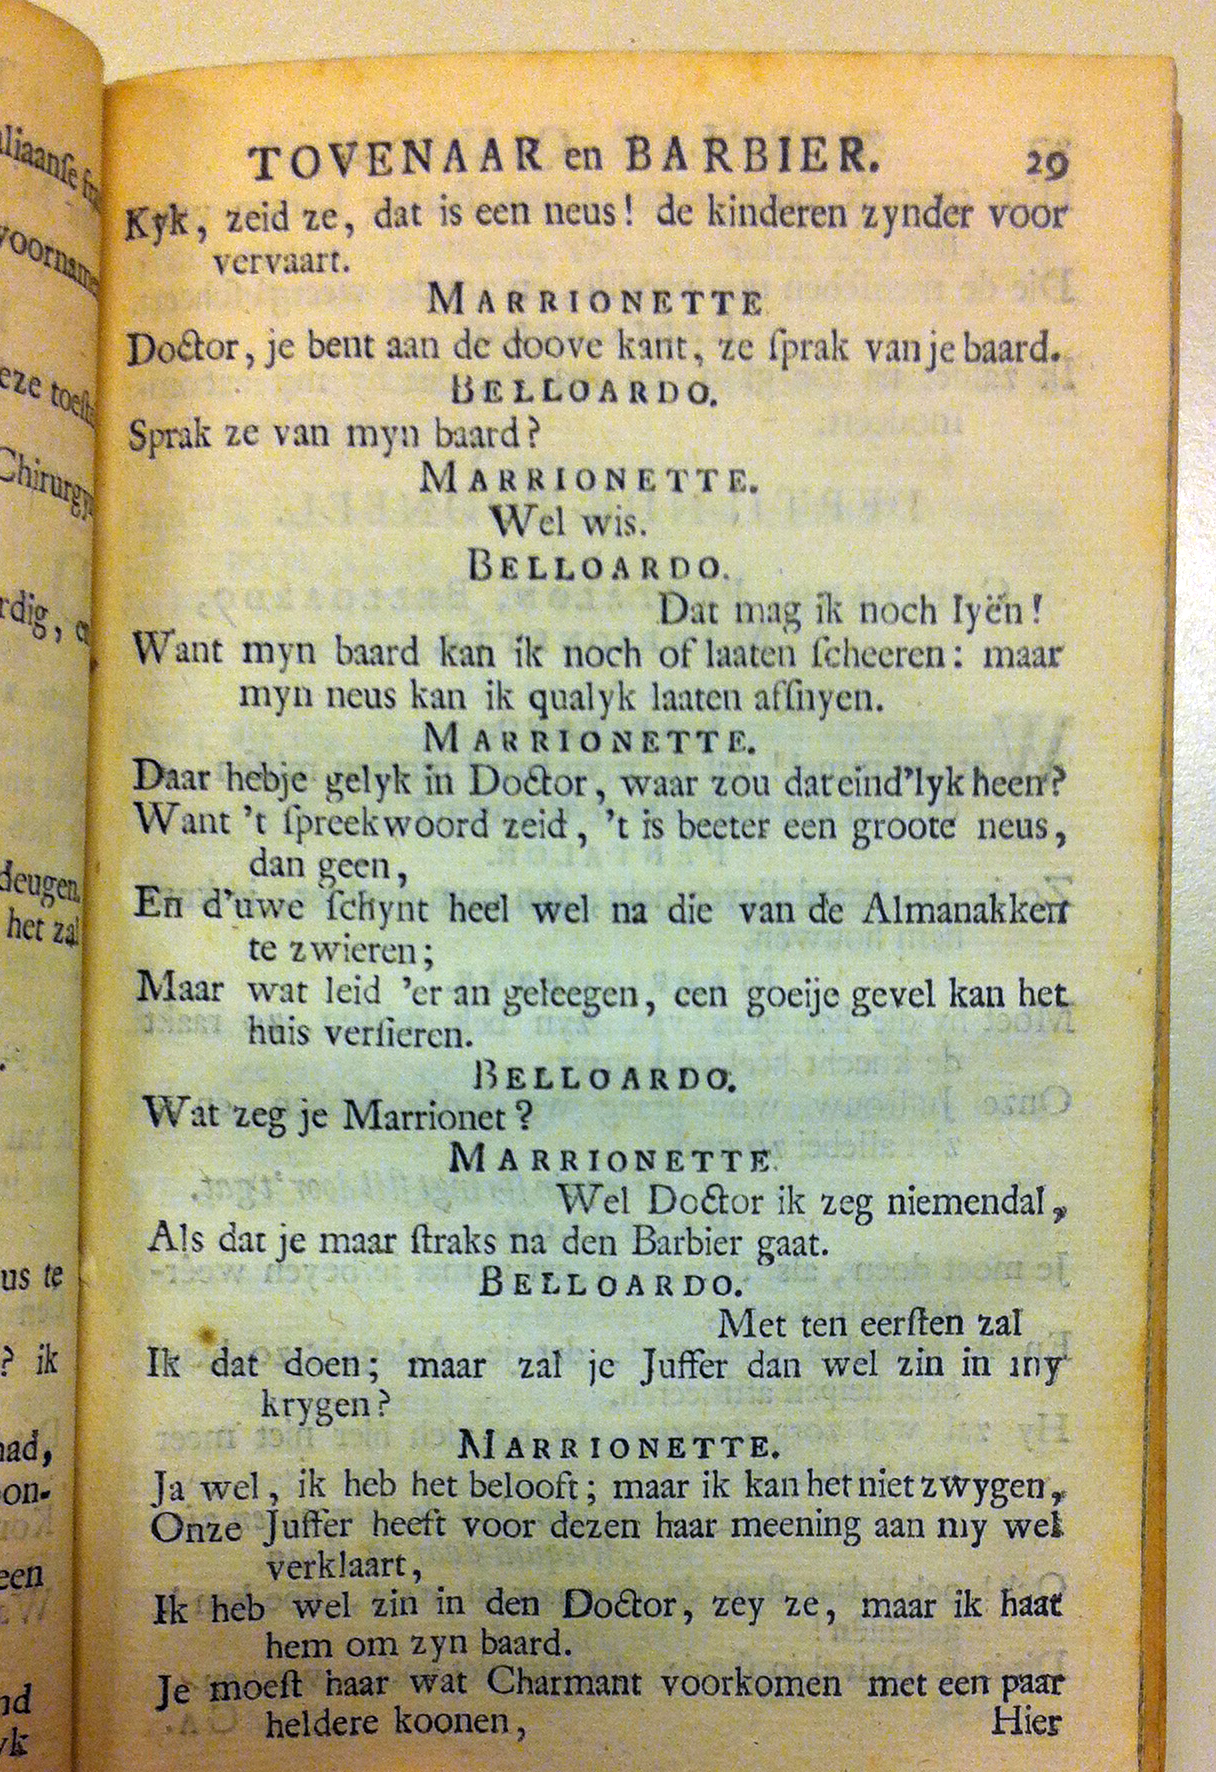 TOVENAAR en BARBIER. 29
Kyk, zeid ze, dat is een neus! de kinderen zynder voor
vervaart.
MARRIONETTE
Doctor, je bent aan de doove kant, ze ſprak van je baard.
BELLOARDO.
Sprak ze van myn baard?
MARRIONETTE.
Wel wis.
BELLOARDO.
Dat mag ik noch lyën!
Want myn baard kan ik noch of laaten ſcheeren: maar
myn neus kan ik qualyk laaten afſnyen.
MARRIONETTE.
Daar hebje gelyk in Doctor, waar zou dat eind'lyk heen?
Want 't ſpreekwoord zeid, 't is beeter een groote neus,
dan geen,
En d'uwe ſchynt heel wel na die van de Almanakken
te zwieren;
Maar wat leid 'er an geleegen, een goeije gevel kan het
huis verſieren.
BELLOARDO.
Wat zeg je Marrionet?
MARRIONETTE.
Wel Doctor ik zeg niemendal,
Als dat je maar ſtraks na den Barbier gaat.
BELLOARDO.
Met ten eerſten zal
Ik dat doen; maar zal je Juffer dan wel zin in my
krygen?
MARRIONETTE.
Ja wel, ik heb het belooft; maar ik kan het niet zwygen,
Onze Juffer heeft voor dezen haar meening aan my wel
verklaart,
Ik heb wel zin in den Doctor, zey ze, maar ik haat
hem om zyn baard.
Je moeſt haar wat Charmant voorkomen met een paar
heldere koonen,
Hier